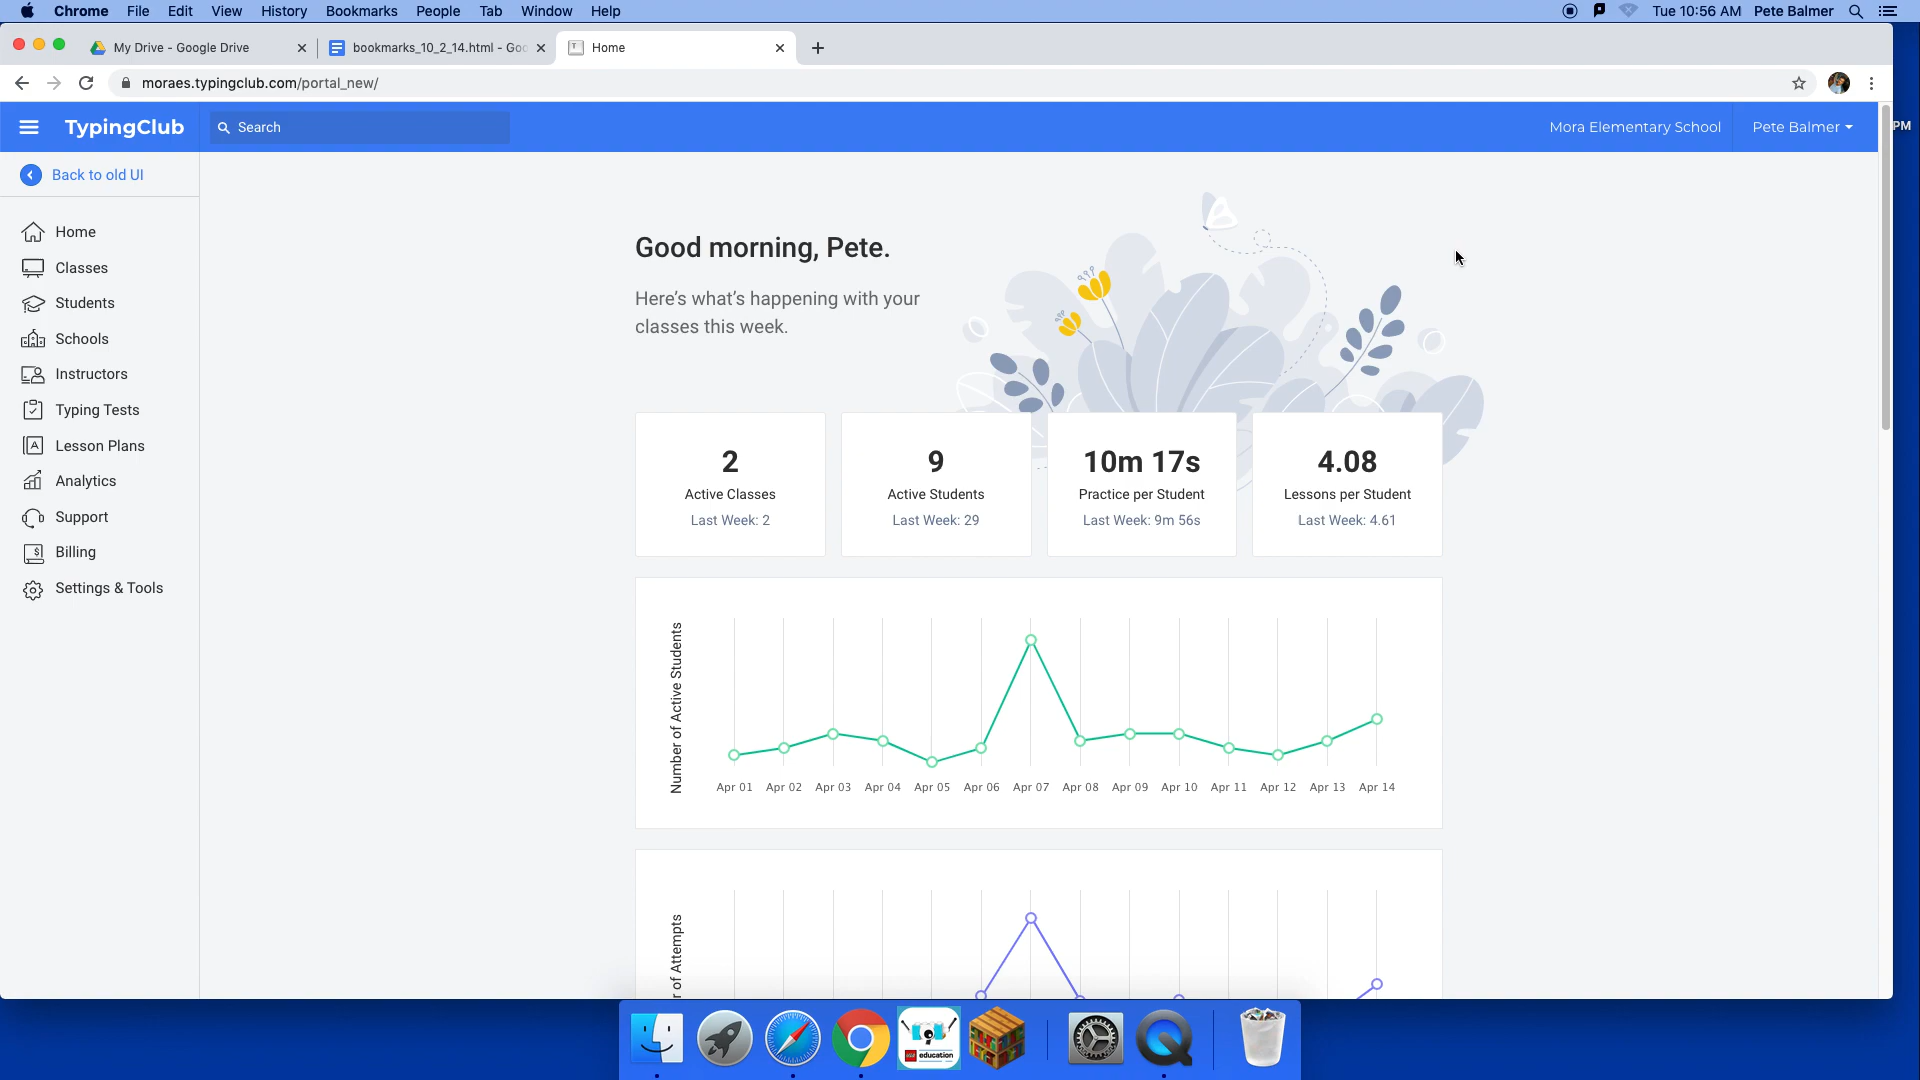 Chrome File Edit View History Bookmarks People Tab Window Help
Tue 10:56 AM Pete Balmer
My Drive - Google Drive
bookmarks_10_2_14.html - Goo
Home
moraes.typingclub.com/portal_new/
TypingClub
Search
Mora Elementary School
Pete Balmer
PM
Back to old UI
Home
Classes
Students
Schools
Instructors
Typing Tests
Lesson Plans
Analytics
Support
Billing
Settings & Tools
Good morning, Pete.
Here's what's happening with your
classes this week.
2
Active Classes
Last Week: 2
9
Active Students
Last Week: 29
10m 17s
Practice per Student
Last Week: 9m 56s
4.08
Lessons per Student
Last Week: 4.61
Number of Active Students
Apr 01 Apr 02 Apr 03 Apr 04 Apr 05 Apr 06 Apr 07 Apr 08 Apr 09 Apr 10 Apr 11 Apr 12 Apr 13 Apr 14
r of Attempts
education